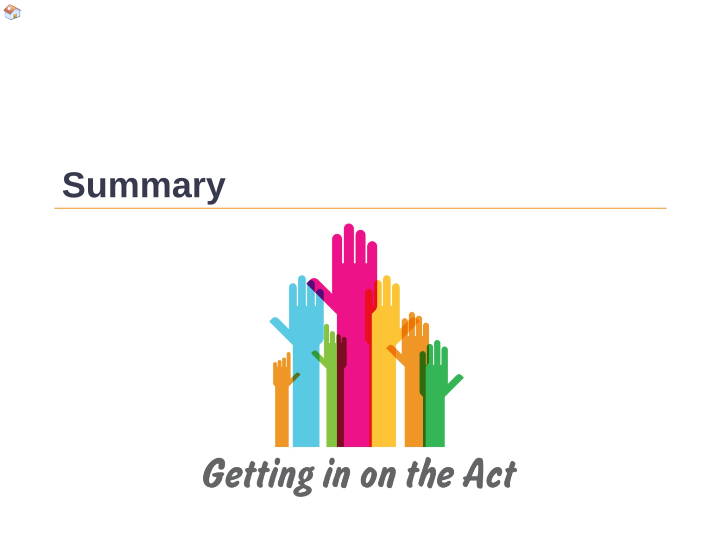 Summary
Getting in on the Act